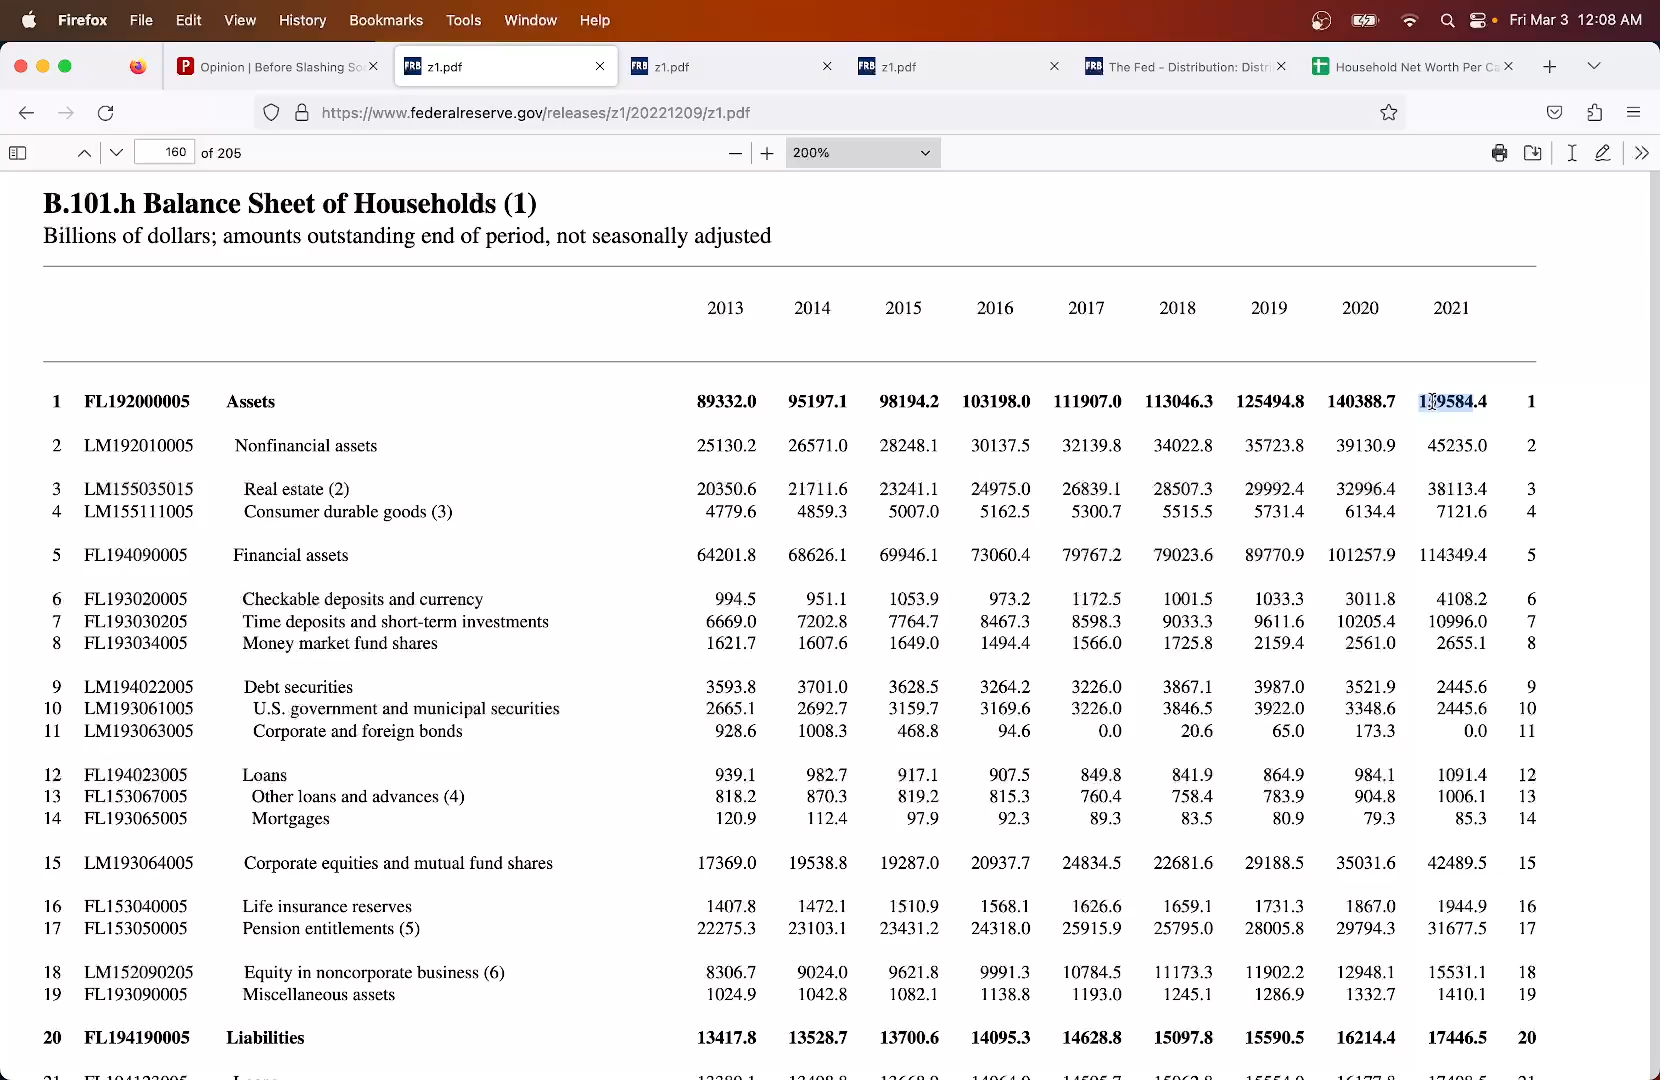 Firefox File Edit View History Bookmarks Tools Window Help Fri Mar 3 12:08 AM
Opinion | Before Slashing So z1.pdf z1.pdf z1.pdf The Fed - Distribution: Distri Household Net Worth Per Ca
https://www.federalreserve.gov/releases/z1/20221209/z1.pdf
160 of 205 200%
B.101.h Balance Sheet of Households (1)
Billions of dollars; amounts outstanding end of period, not seasonally adjusted
2013 2014 2015 2016 2017 2018 2019 2020 2021
1 FL192000005 Assets 89332.0 95197.1 98194.2 103198.0 111907.0 113046.3 125494.8 140388.7 159584.4 1
2 LM192010005 Nonfinancial assets 25130.2 26571.0 28248.1 30137.5 32139.8 34022.8 35723.8 39130.9 45235.0 2
3 LM155035015 Real estate (2) 20350.6 21711.6 23241.1 24975.0 26839.1 28507.3 29992.4 32996.4 38113.4 3
4 LM155111005 Consumer durable goods (3) 4779.6 4859.3 5007.0 5162.5 5300.7 5515.5 5731.4 6134.4 7121.6 4
5 FL194090005 Financial assets 64201.8 68626.1 69946.1 73060.4 79767.2 79023.6 89770.9 101257.9 114349.4 5
6 FL193020005 Checkable deposits and currency 994.5 951.1 1053.9 973.2 1172.5 1001.5 1033.3 3011.8 4108.2 6
7 FL193030205 Time deposits and short-term investments 6669.0 7202.8 7764.7 8467.3 8598.3 9033.3 9611.6 10205.4 10996.0 7
8 FL193034005 Money market fund shares 1621.7 1607.6 1649.0 1494.4 1566.0 1725.8 2159.4 2561.0 2655.1 8
9 LM194022005 Debt securities 3593.8 3701.0 3628.5 3264.2 3226.0 3867.1 3987.0 3521.9 2445.6 9
10 LM193061005 U.S. government and municipal securities 2665.1 2692.7 3159.7 3169.6 3226.0 3846.5 3922.0 3348.6 2445.6 10
11 LM193063005 Corporate and foreign bonds 928.6 1008.3 468.8 94.6 0.0 20.6 65.0 173.3 0.0 11
12 FL194023005 Loans 939.1 982.7 917.1 907.5 849.8 841.9 864.9 984.1 1091.4 12
13 FL153067005 Other loans and advances (4) 818.2 870.3 819.2 815.3 760.4 758.4 783.9 904.8 1006.1 13
14 FL193065005 Mortgages 120.9 112.4 97.9 92.3 89.3 83.5 80.9 79.3 85.3 14
15 LM193064005 Corporate equities and mutual fund shares 17369.0 19538.8 19287.0 20937.7 24834.5 22681.6 29188.5 35031.6 42489.5 15
16 FL153040005 Life insurance reserves 1407.8 1472.1 1510.9 1568.1 1626.6 1659.1 1731.3 1867.0 1944.9 16
17 FL153050005 Pension entitlements (5) 22275.3 23103.1 23431.2 24318.0 25915.9 25795.0 28005.8 29794.3 31677.5 17
18 LM152090205 Equity in noncorporate business (6) 8306.7 9024.0 9621.8 9991.3 10784.5 11173.3 11902.2 12948.1 15531.1 18
19 FL193090005 Miscellaneous assets 1024.9 1042.8 1082.1 1138.8 1193.0 1245.1 1286.9 1332.7 1410.1 19
20 FL194190005 Liabilities 13417.8 13528.7 13700.6 14095.3 14628.8 15097.8 15590.5 16214.4 17446.5 20